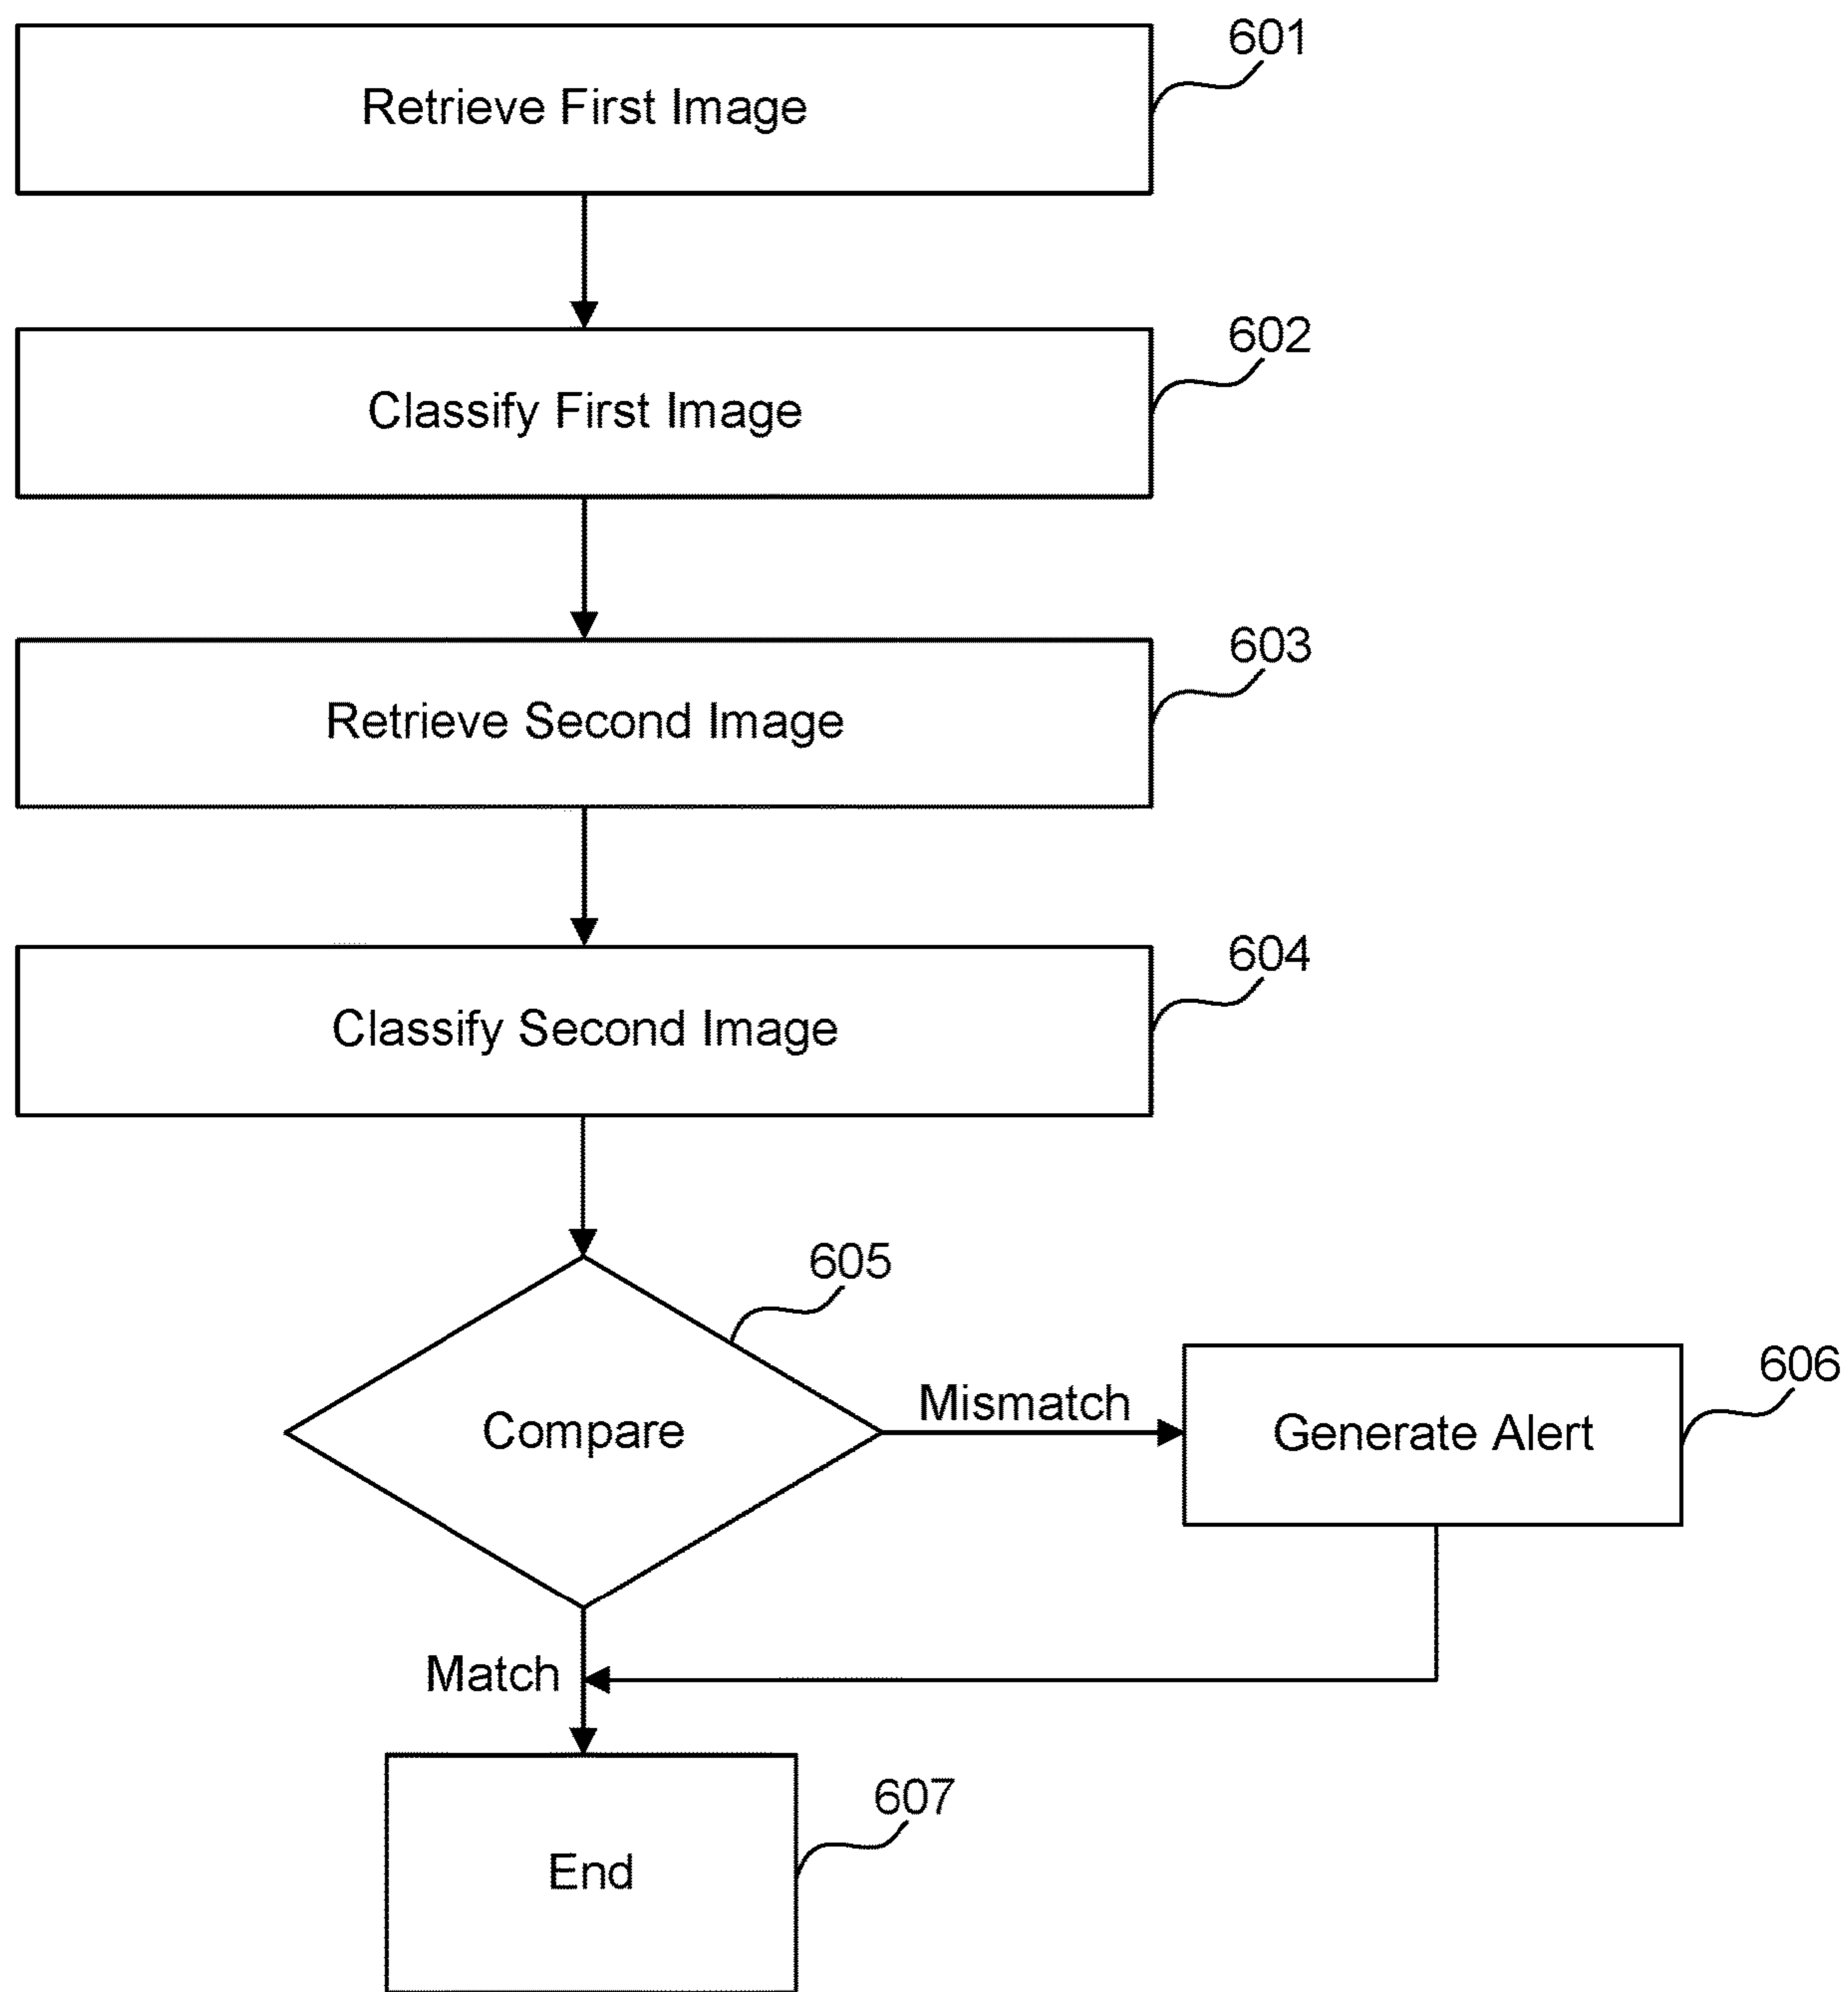 601
Retrieve First Image
602
Classify First Image
603
Retrieve Second Image
604
Classify Second Image
605
Compare
Mismatch
606
Generate Alert
Match
607
End